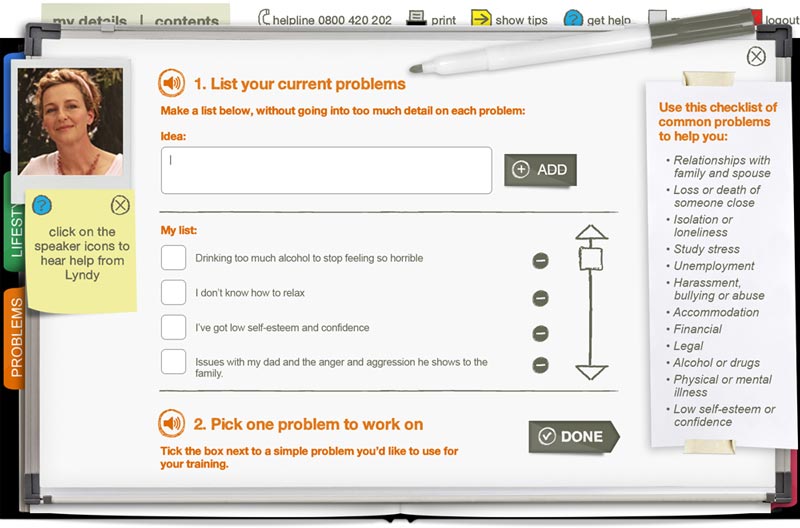 my details | contents
helpline 0800 420 202
print
show tips
get help
logout
LIFEST
PROBLEMS
click on the
speaker icons to
hear help from
Lyndy
1. List your current problems
Make a list below, without going into too much detail on each problem:
Idea:
ADD
My list:
Drinking too much alcohol to stop feeling so horrible
I don't know how to relax
I've got low self-esteem and confidence
Issues with my dad and the anger and aggression he shows to the
family.
2. Pick one problem to work on
Tick the box next to a simple problem you'd like to use for
your training.
DONE
Use this checklist of
common problems
to help you:
• Relationships with
family and spouse
• Loss or death of
someone close
• Isolation or
loneliness
• Study stress
• Unemployment
• Harassment,
bullying or abuse
• Accommodation
• Financial
• Legal
• Alcohol or drugs
• Physical or mental
illness
• Low self-esteem or
confidence